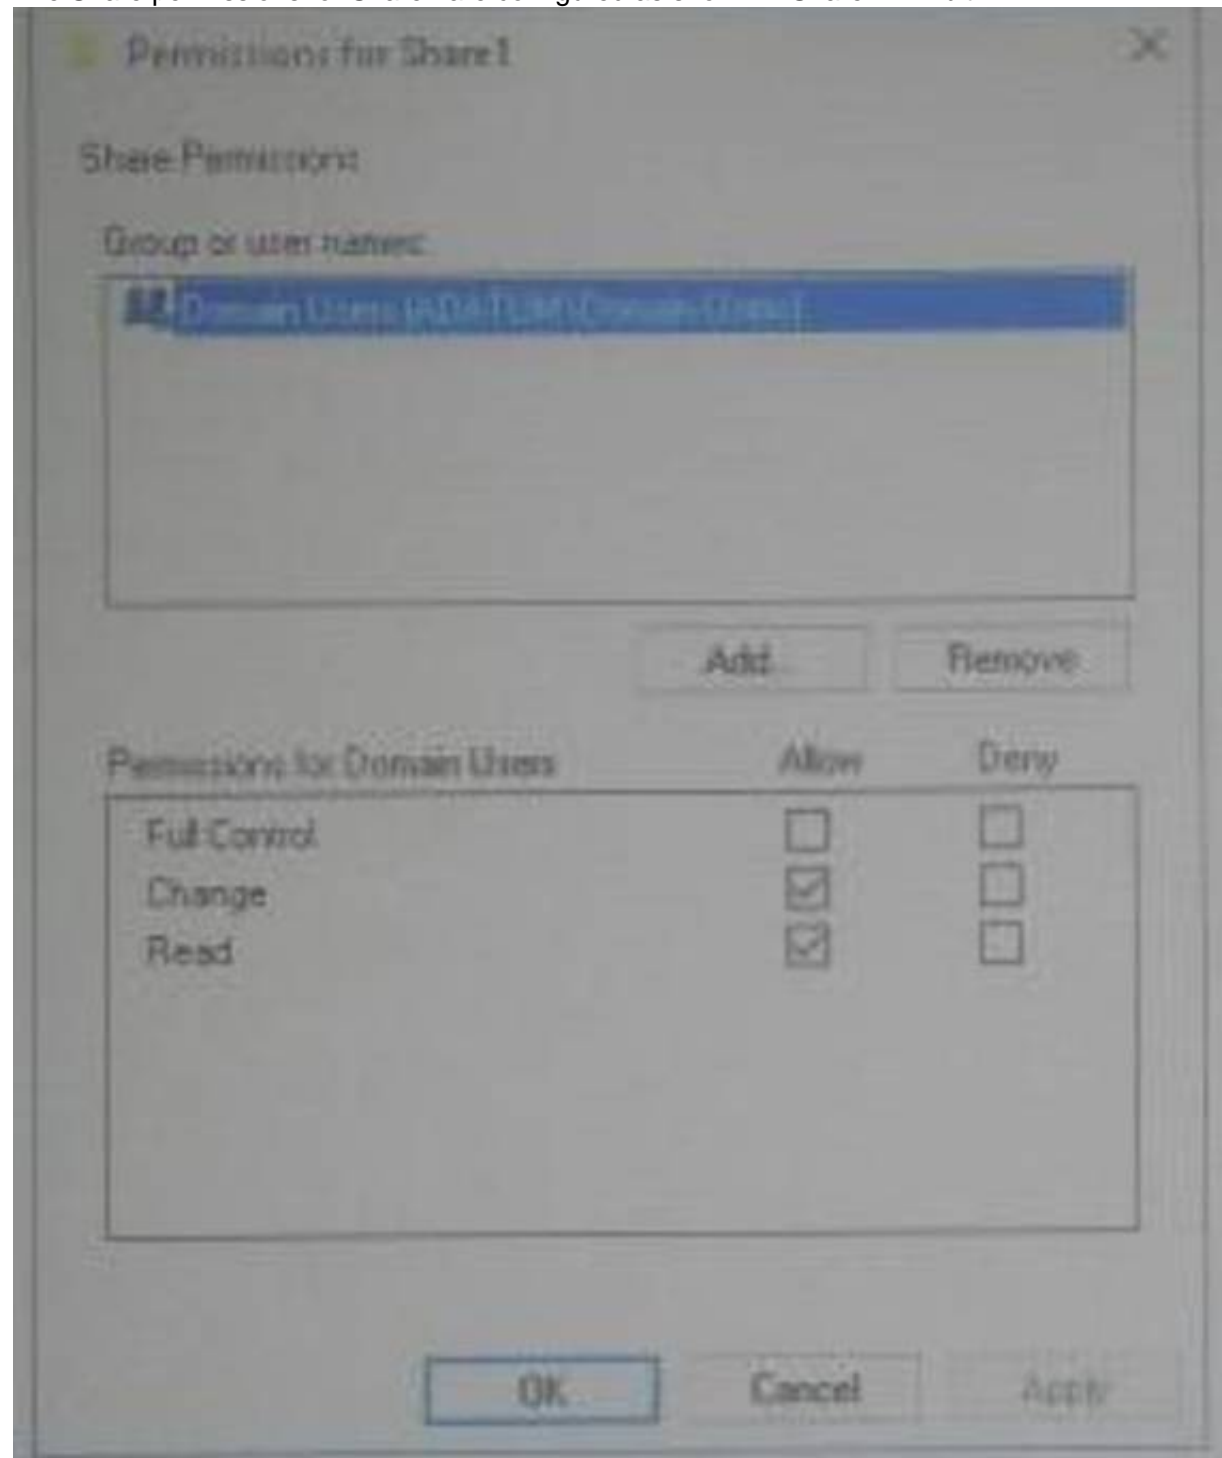 Permissions for Share1
Share Permissions
Group or user names:
Domain Users (ADATUM\Domain Users)
Add...
Remove
Permissions for Domain Users
Allow
Deny
Full Control
Change
Read
OK
Cancel
Apply